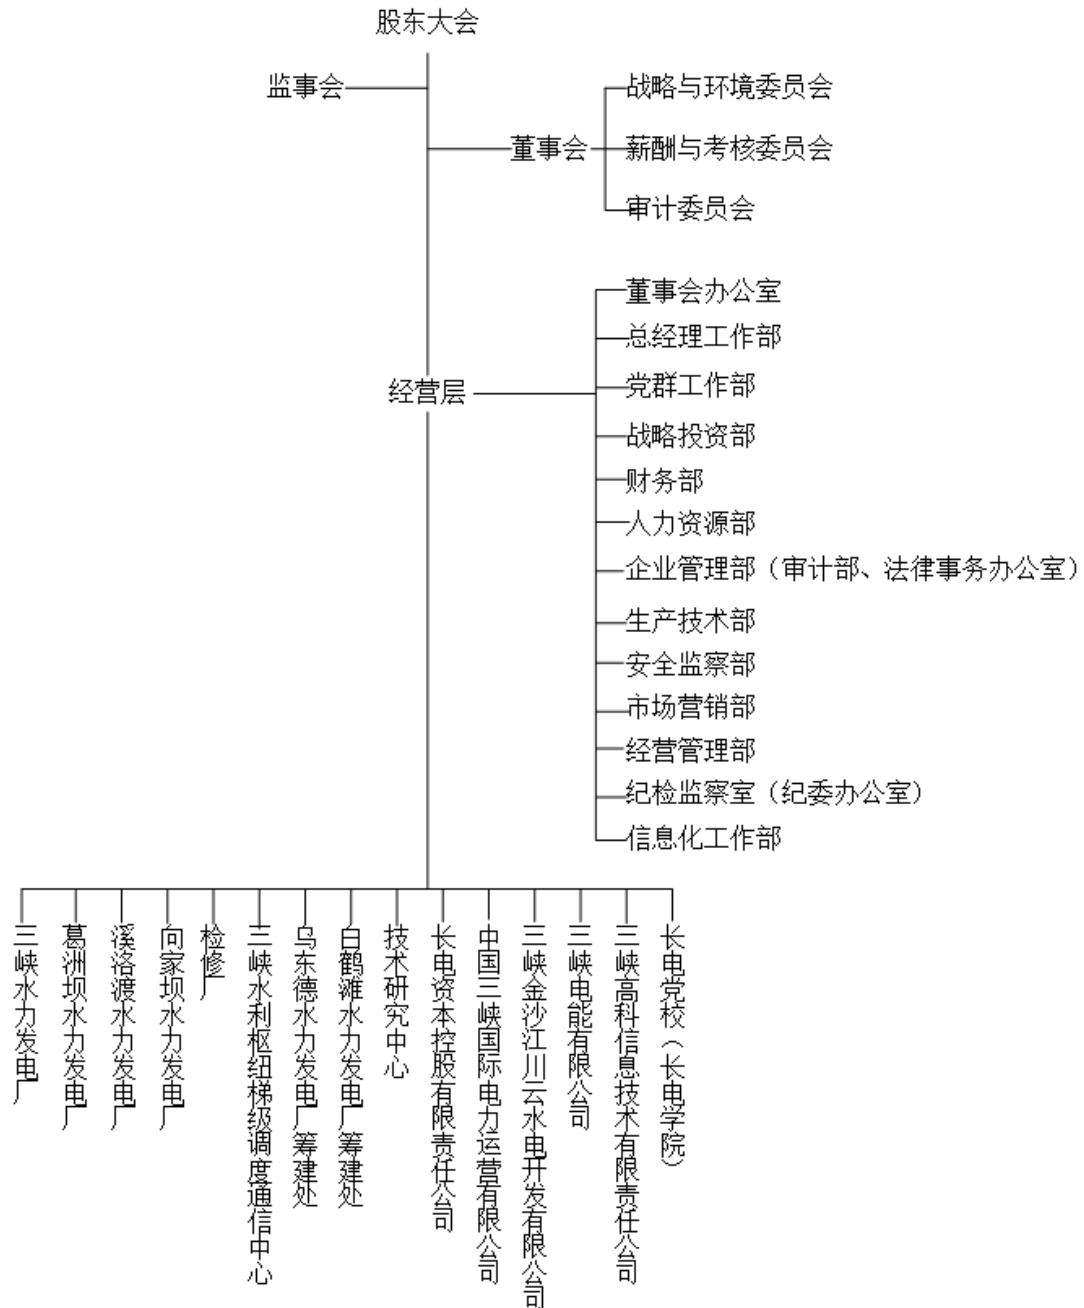 股东大会
监事会
战略与环境委员会
董事会
薪酬与考核委员会
审计委员会
董事会办公室
总经理工作部
党群工作部
经营层
战略投资部
财务部
人力资源部
企业管理部（审计部、法律事务办公室）
生产技术部
安全监察部
市场营销部
经营管理部
纪检监察室（纪委办公室）
信息化工作部
三峡水力发电厂
葛洲坝水力发电厂
溪洛渡水力发电厂
向家坝水力发电厂
检修厂
三峡水利枢纽梯级调度通信中心
乌东德水力发电厂筹建处
白鹤滩水力发电厂筹建处
技术研究中心
长电资本控股有限责任公司
中国三峡国际电力运营有限公司
三峡金沙江川云水电开发有限公司
三峡电能有限公司
三峡高科信息技术有限责任公司
长电党校（长电学院）